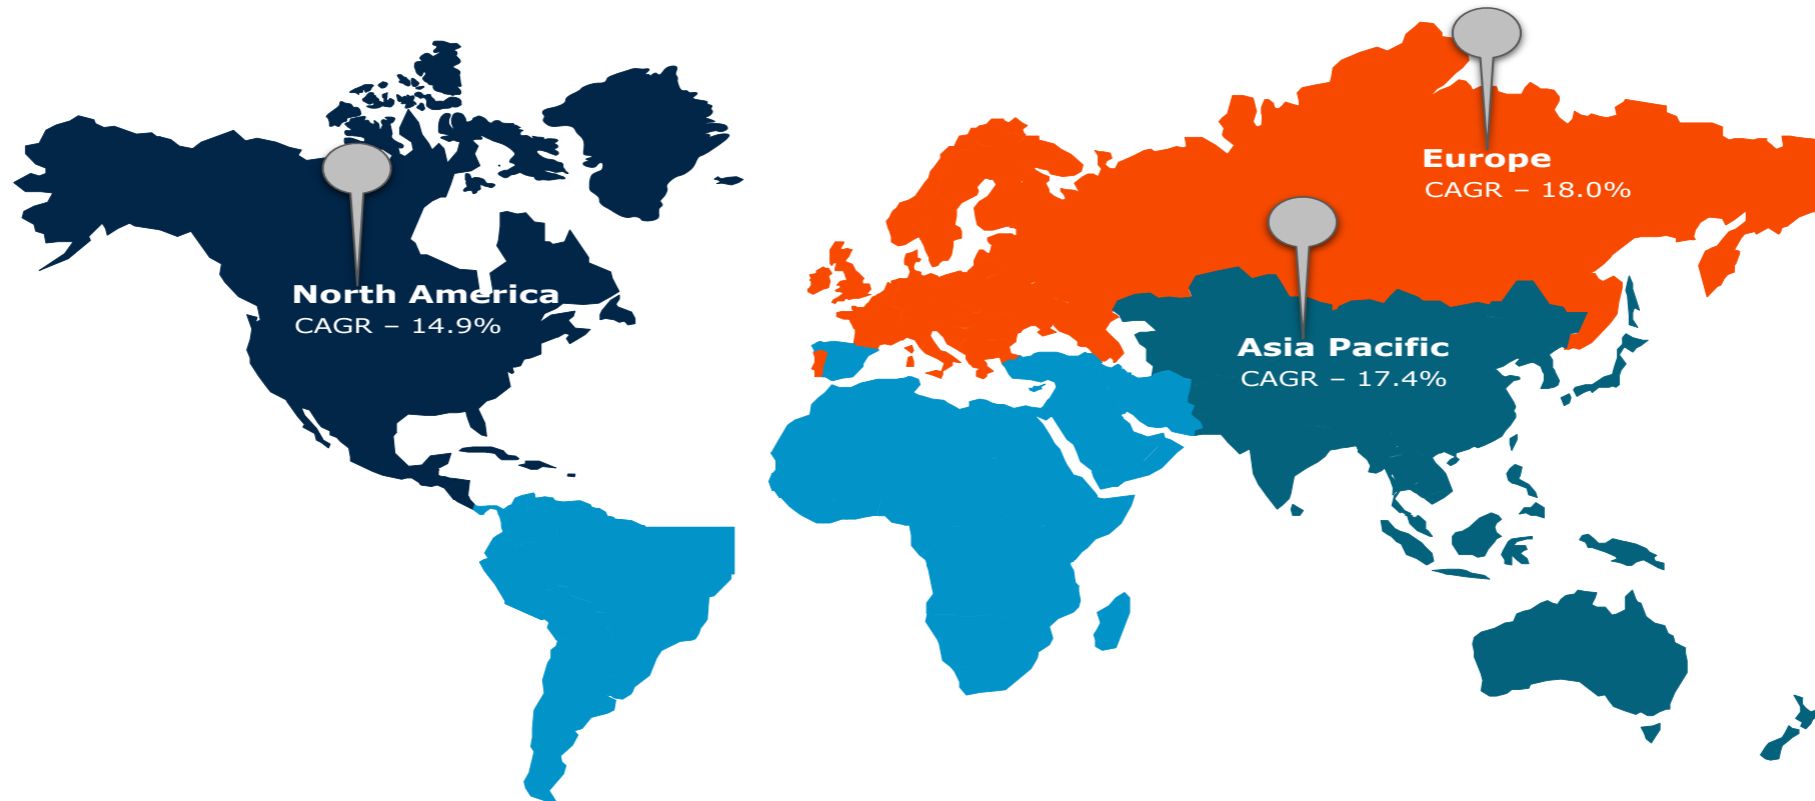 Europe
CAGR – 18.0%
North America
CAGR – 14.9%
Asia Pacific
CAGR – 17.4%